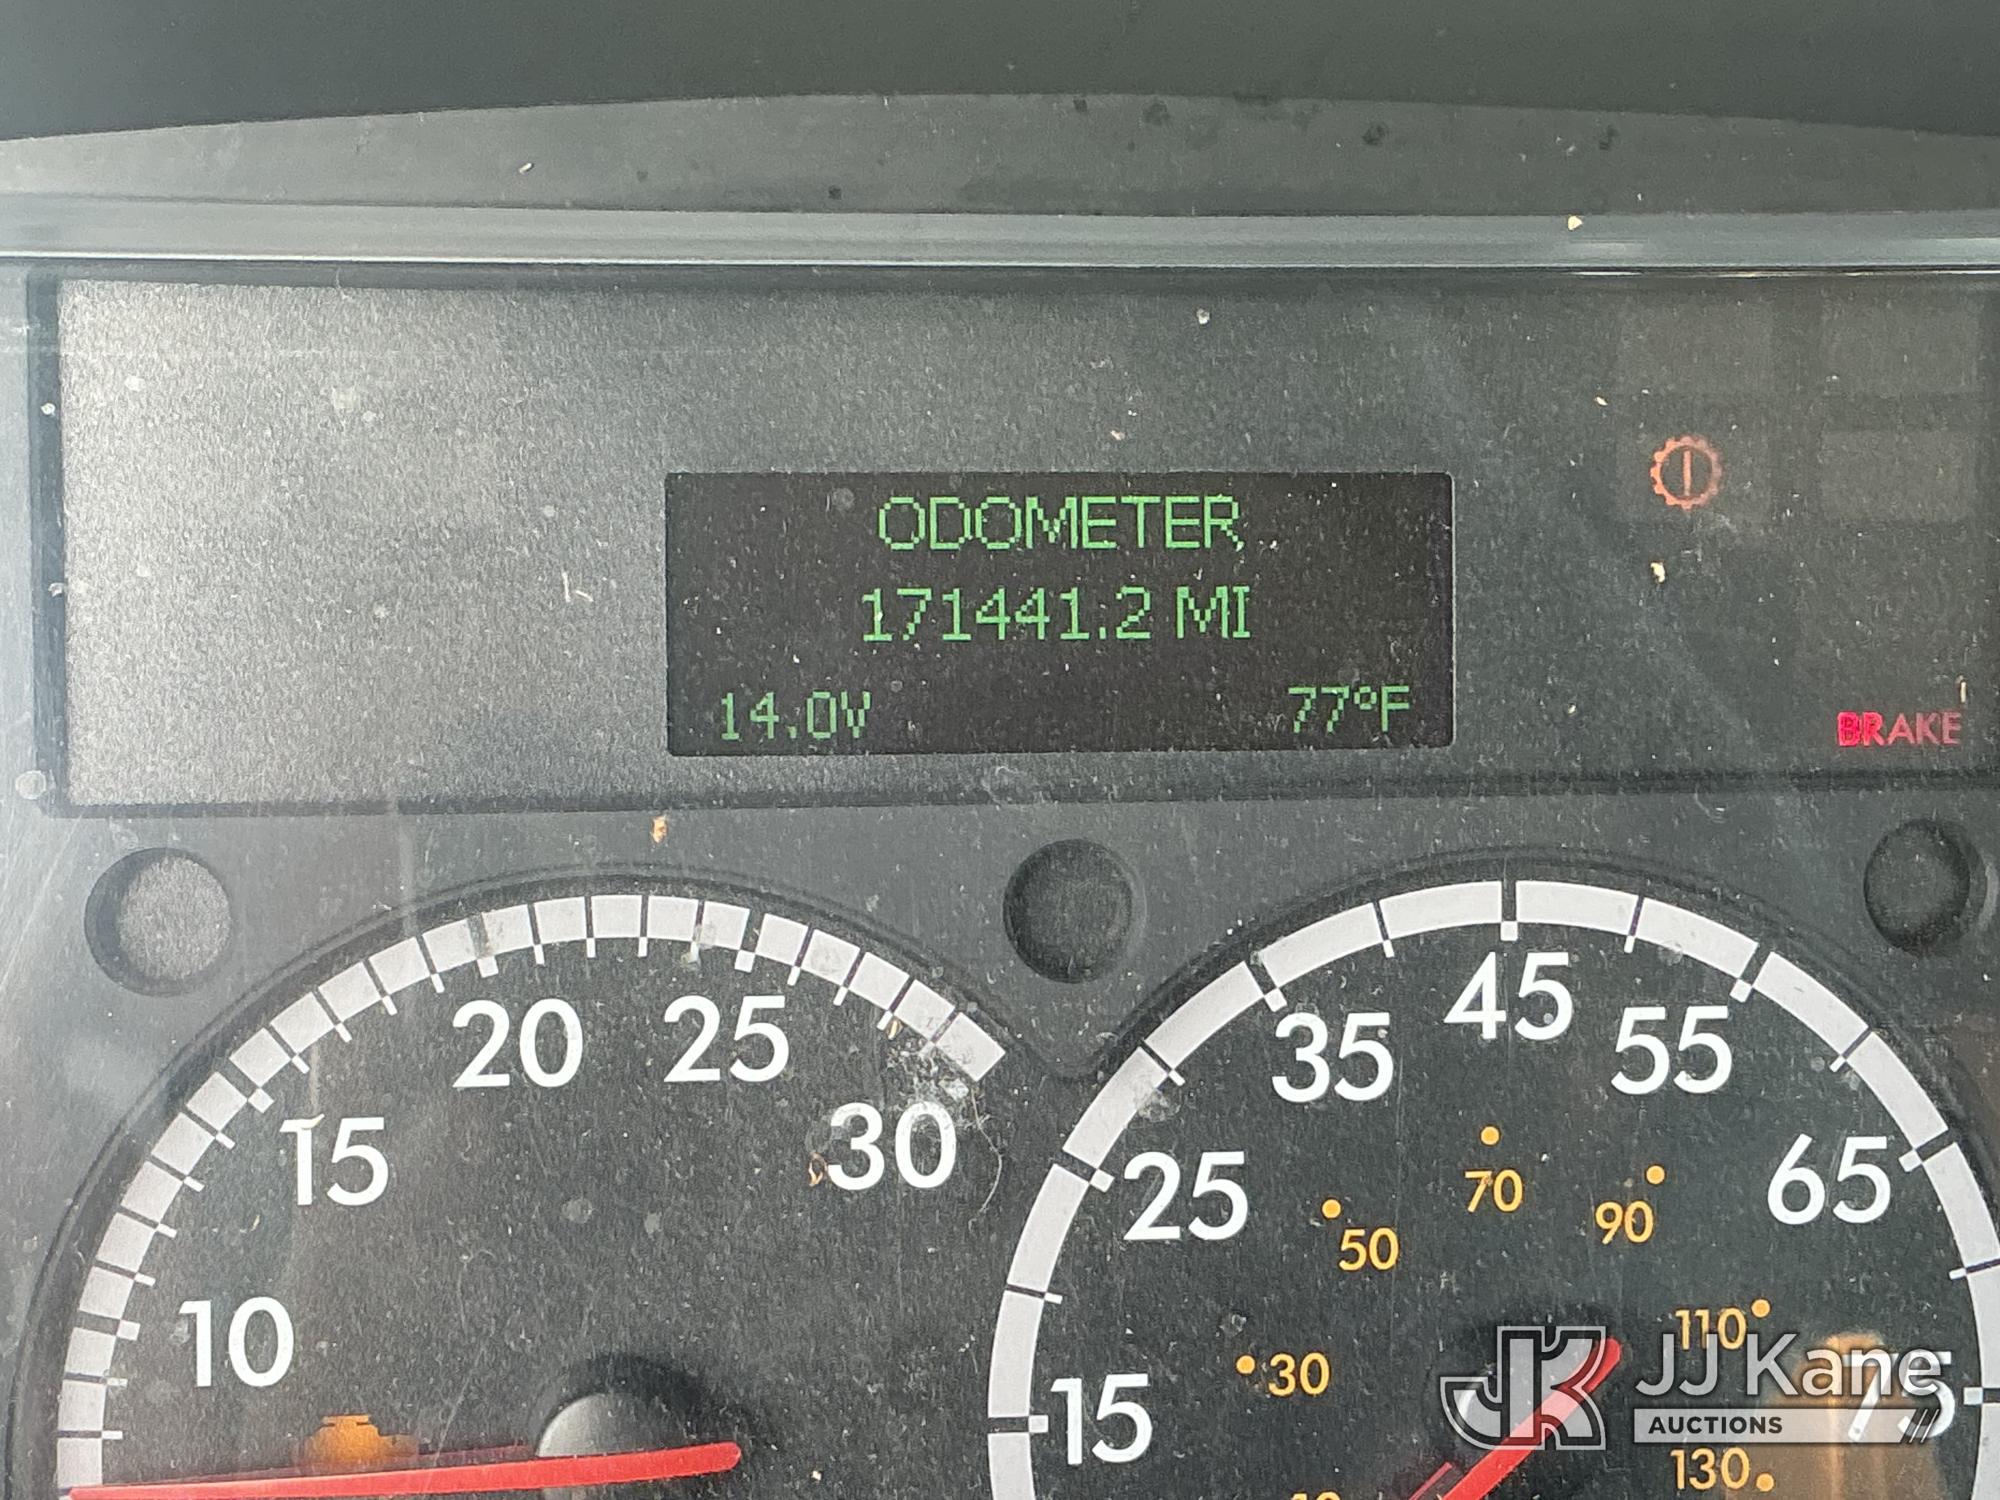 ODOMETER
171441.2 MI
14.0V 77°F
BRAKE
10 15 20 25 30
15 25 35 45 55 65 75
30 50 70 90 110 130
JJ Kane
AUCTIONS